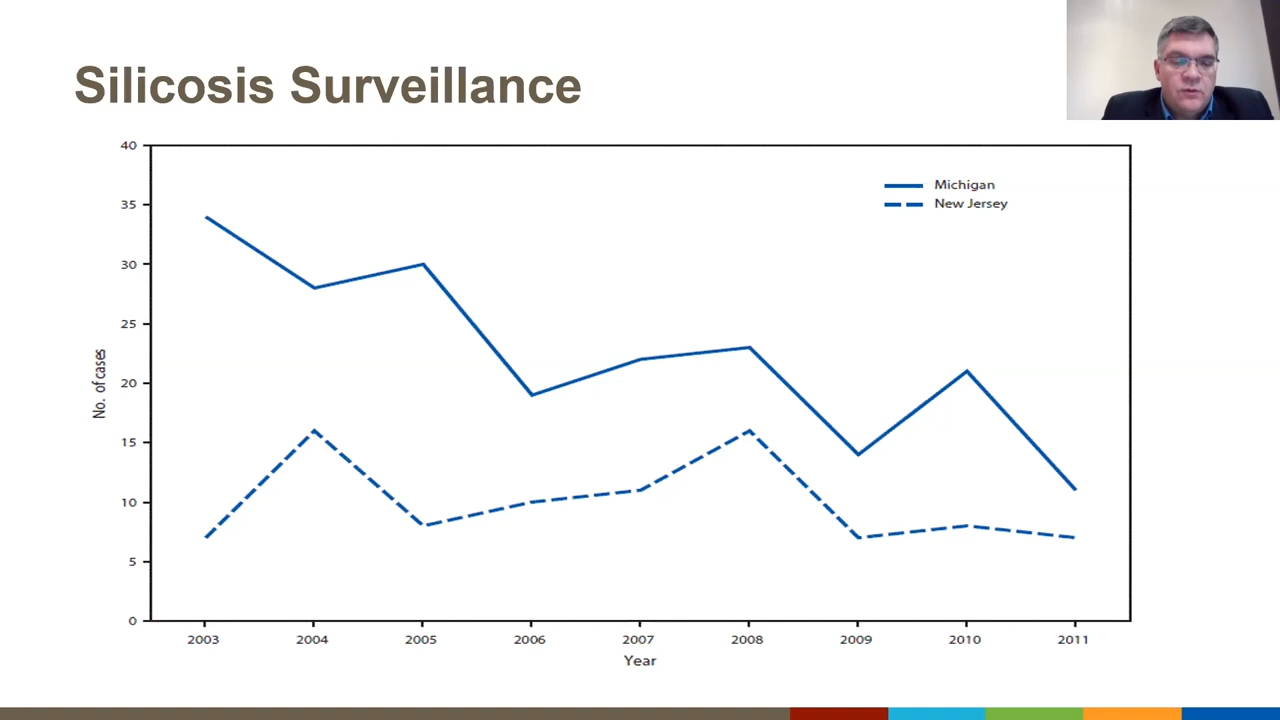 Silicosis Surveillance
40
35
30
25
20
15
10
5
0
No. of cases
Michigan
New Jersey
2003 2004 2005 2006 2007 2008 2009 2010 2011
Year